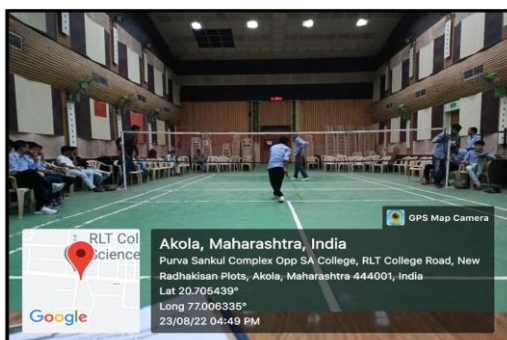 GPS Map Camera
RLT Col
Science
Google
Akola, Maharashtra, India
Purva Sankul Complex Opp SA College, RLT College Road, New
Radhakisan Plots, Akola, Maharashtra 444001, India
Lat 20.705439°
Long 77.006335°
23/08/22 04:49 PM